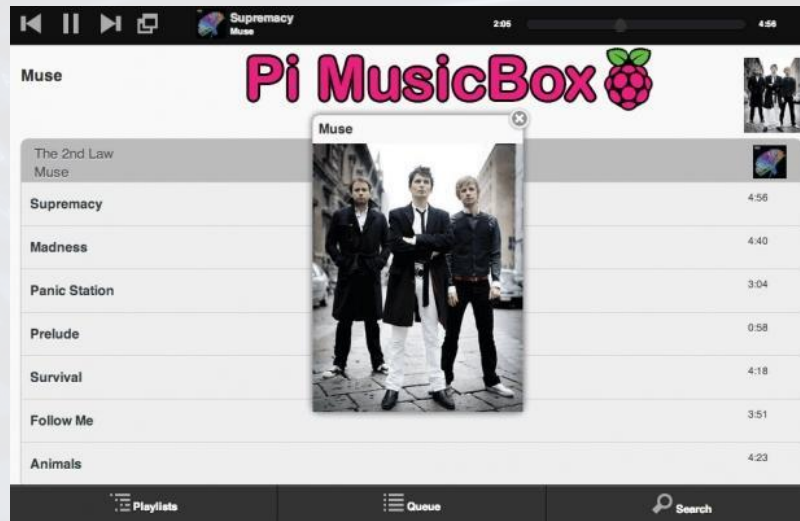 Supremacy
Muse
2:05
4:56
Muse
Pi MusicBox
Muse
The 2nd Law
Muse
Supremacy 4:56
Madness 4:40
Panic Station 3:04
Prelude 0:58
Survival 4:18
Follow Me 3:51
Animals 4:23
Playlists
Queue
Search